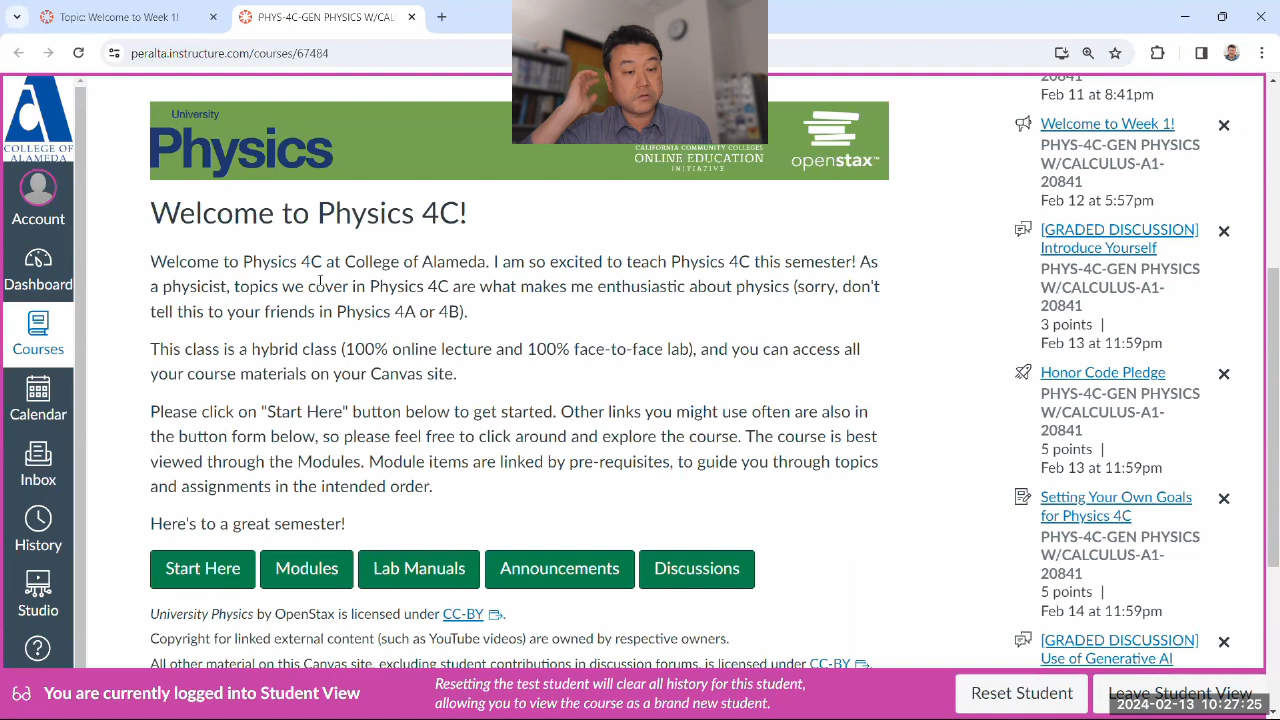 peralta.instructure.com/courses/67484
COLLEGE OF
ALAMEDA
Account
Dashboard
Courses
Calendar
Inbox
History
Studio
University
Physics
CALIFORNIA COMMUNITY COLLEGES
ONLINE EDUCATION
INITIATIVE
openstax™
Welcome to Physics 4C!
Welcome to Physics 4C at College of Alameda. I am so excited to teach Physics 4C this semester! As
a physicist, topics we cover in Physics 4C are what makes me enthusiastic about physics (sorry, don't
tell this to your friends in Physics 4A or 4B).
This class is a hybrid class (100% online lecture and 100% face-to-face lab), and you can access all
your course materials on your Canvas site.
Please click on "Start Here" button below to get started. Other links you might use often are also in
the button form below, so please feel free to click around and explore the course. The course is best
viewed through the Modules. Module items are linked by pre-requisites, to guide you through topics
and assignments in the intended order.
Here's to a great semester!
Start Here
Modules
Lab Manuals
Announcements
Discussions
University Physics by OpenStax is licensed under CC-BY.
Copyright for linked external content (such as YouTube videos) are owned by respective owners.
All other material on this Canvas site, excluding student contributions in discussion forums, is licensed under CC-BY.
20841
Feb 11 at 8:41pm
Welcome to Week 1!
PHYS-4C-GEN PHYSICS
W/CALCULUS-A1-
20841
Feb 12 at 5:57pm
[GRADED DISCUSSION]
Introduce Yourself
PHYS-4C-GEN PHYSICS
W/CALCULUS-A1-
20841
3 points |
Feb 13 at 11:59pm
Honor Code Pledge
PHYS-4C-GEN PHYSICS
W/CALCULUS-A1-
20841
5 points |
Feb 13 at 11:59pm
Setting Your Own Goals
for Physics 4C
PHYS-4C-GEN PHYSICS
W/CALCULUS-A1-
20841
5 points |
Feb 14 at 11:59pm
[GRADED DISCUSSION]
Use of Generative AI
You are currently logged into Student View
Resetting the test student will clear all history for this student,
allowing you to view the course as a brand new student.
Reset Student
Leave Student View
2024-02-13 10:27:25